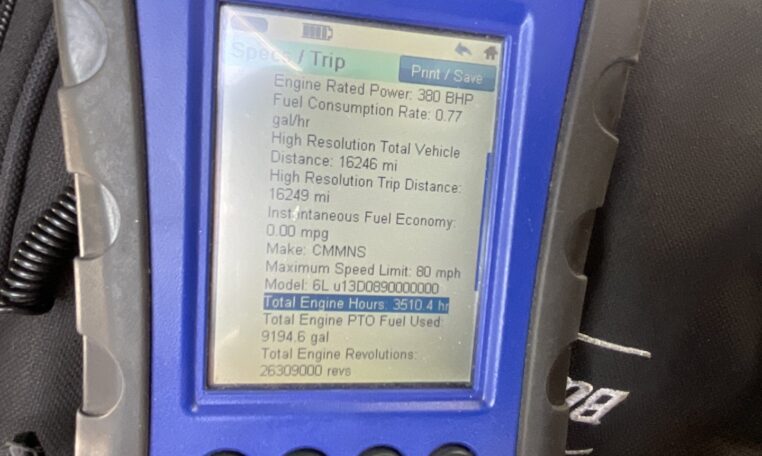 Specs / Trip
Print / Save
Engine Rated Power: 380 BHP
Fuel Consumption Rate: 0.77
gal/hr
High Resolution Total Vehicle
Distance: 16246 mi
High Resolution Trip Distance:
16249 mi
Instantaneous Fuel Economy:
0.00 mpg
Make: CMMNS
Maximum Speed Limit: 80 mph
Model: 6L u13D0890000000
Total Engine Hours: 3510.4 hr
Total Engine PTO Fuel Used:
9194.6 gal
Total Engine Revolutions:
26309000 revs